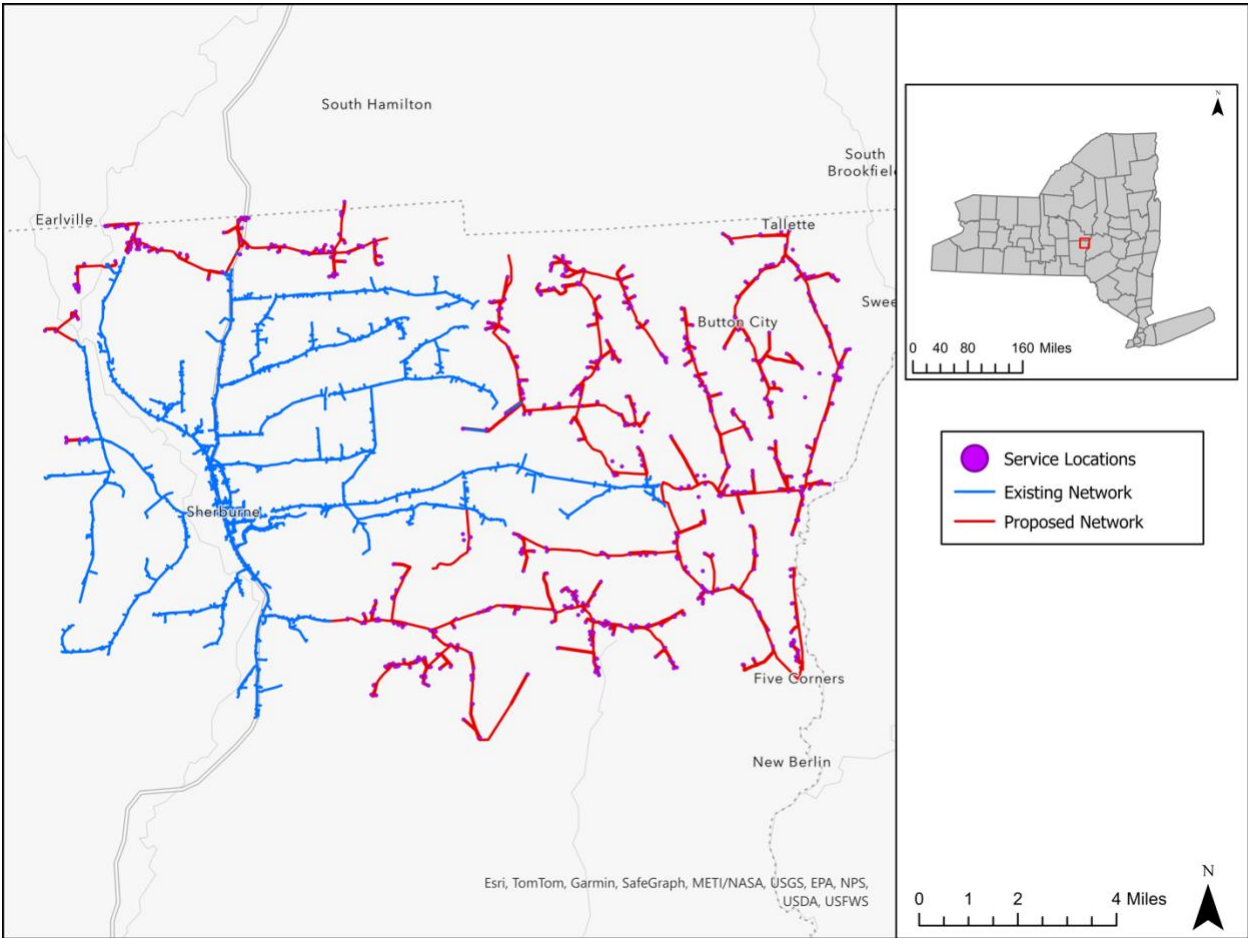 South Hamilton
South
Brookfiel
Earlville
Tallette
Swee
Button City
Sherburne
Five Corners
New Berlin
Esri, TomTom, Garmin, SafeGraph, METI/NASA, USGS, EPA, NPS,
USDA, USFWS
N
0 40 80 160 Miles
Service Locations
Existing Network
Proposed Network
N
0 1 2 4 Miles